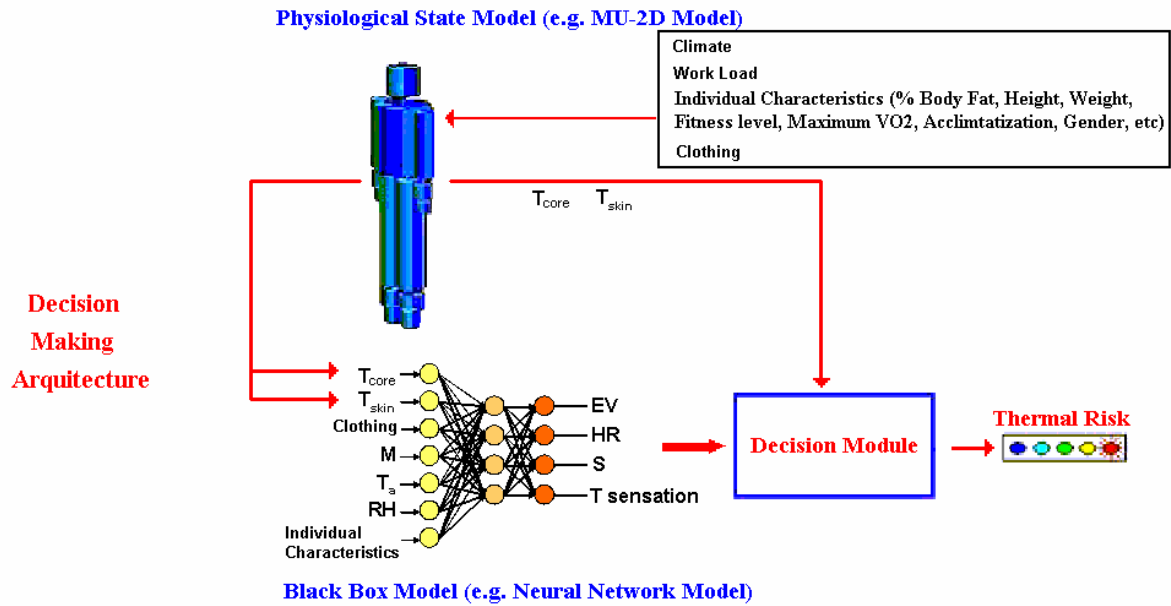 Physiological State Model (e.g. MU-2D Model)
Climate
Work Load
Individual Characteristics (% Body Fat, Height, Weight,
Fitness level, Maximum VO2, Acclimtatization, Gender, etc)
Clothing
Tcore Tskin
Decision
Making
Arquitecture
Tcore
Tskin
Clothing
M
Ta
RH
Individual
Characteristics
EV
HR
S
T sensation
Decision Module
Thermal Risk
Black Box Model (e.g. Neural Network Model)